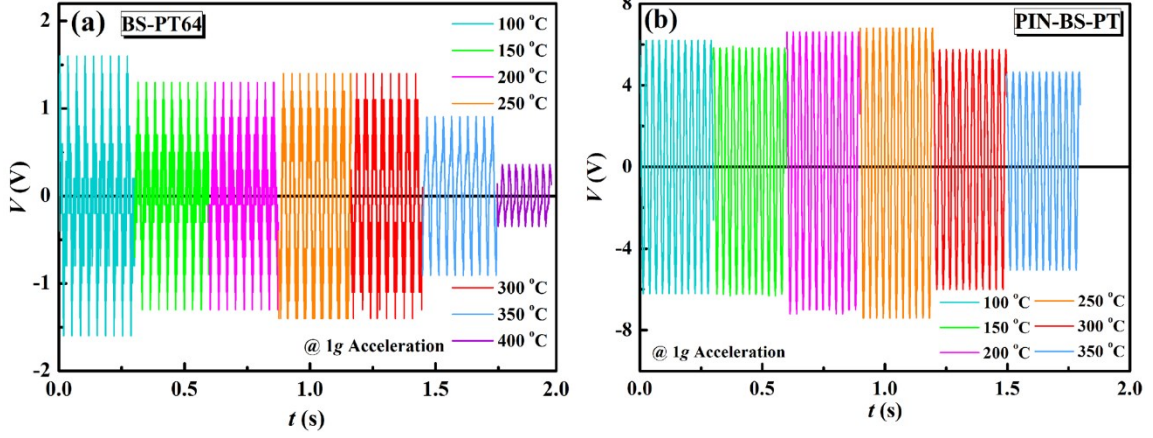 (a)
BS-PT64
100 °C
150 °C
200 °C
250 °C
300 °C
350 °C
400 °C
@ 1g Acceleration
V (V)
2
1
0
-1
-2
0.0 0.5 1.0 1.5 2.0
t (s)
(b)
PIN-BS-PT
100 °C 250 °C
150 °C 300 °C
200 °C 350 °C
@ 1g Acceleration
V (V)
8
4
0
-4
-8
0.0 0.5 1.0 1.5 2.0
t (s)